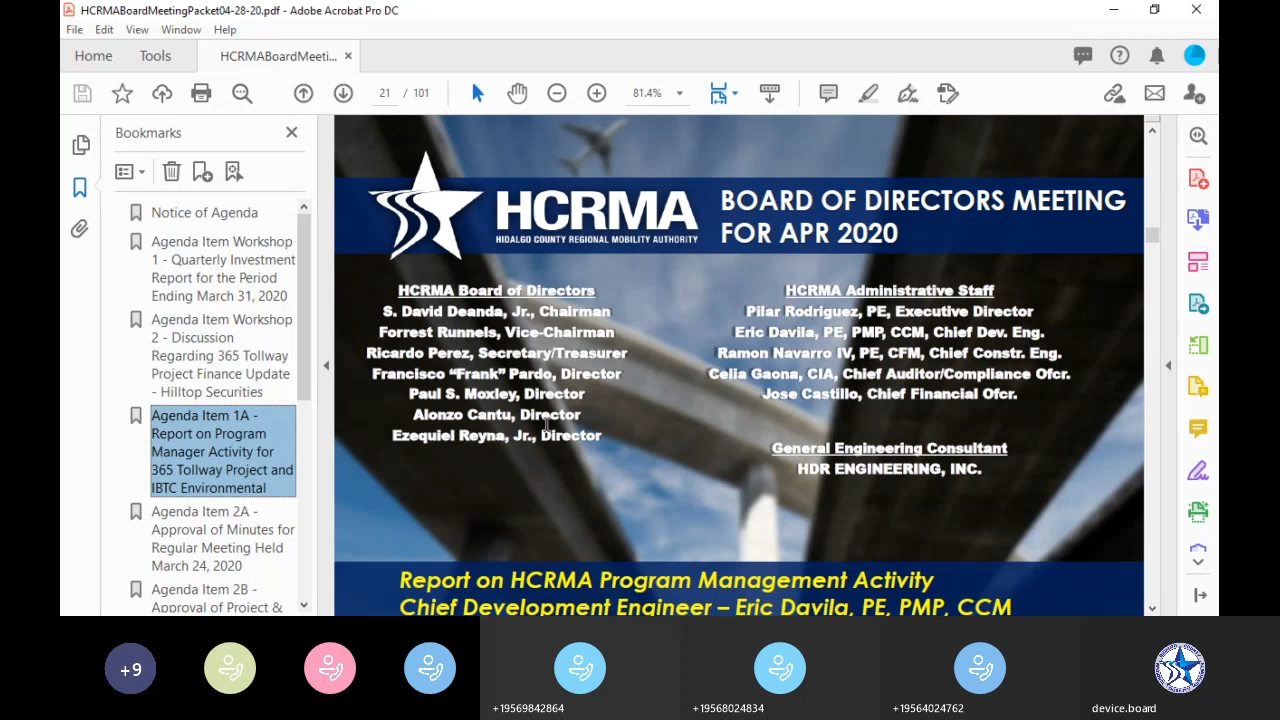 HCRMABoardMeetingPacket04-28-20.pdf - Adobe Acrobat Pro DC
File Edit View Window Help
Home Tools HCRMABoardMeeti... ×
21 / 101 81.4%
Bookmarks
Notice of Agenda
Agenda Item Workshop
1 - Quarterly Investment
Report for the Period
Ending March 31, 2020
Agenda Item Workshop
2 - Discussion
Regarding 365 Tollway
Project Finance Update
- Hilltop Securities
Agenda Item 1A -
Report on Program
Manager Activity for
365 Tollway Project and
IBTC Environmental
Agenda Item 2A -
Approval of Minutes for
Regular Meeting Held
March 24, 2020
Agenda Item 2B -
Approval of Project &
HCRMA
HIDALGO COUNTY REGIONAL MOBILITY AUTHORITY
BOARD OF DIRECTORS MEETING
FOR APR 2020
HCRMA Board of Directors
S. David Deanda, Jr., Chairman
Forrest Runnels, Vice-Chairman
Ricardo Perez, Secretary/Treasurer
Francisco “Frank” Pardo, Director
Paul S. Moxley, Director
Alonzo Cantu, Director
Ezequiel Reyna, Jr., Director
HCRMA Administrative Staff
Pilar Rodriguez, PE, Executive Director
Eric Davila, PE, PMP, CCM, Chief Dev. Eng.
Ramon Navarro IV, PE, CFM, Chief Constr. Eng.
Celia Gaona, CIA, Chief Auditor/Compliance Ofcr.
Jose Castillo, Chief Financial Ofcr.
General Engineering Consultant
HDR ENGINEERING, INC.
Report on HCRMA Program Management Activity
Chief Development Engineer – Eric Davila, PE, PMP, CCM
+9
+19569842864
+19568024834
+19564024762
device.board